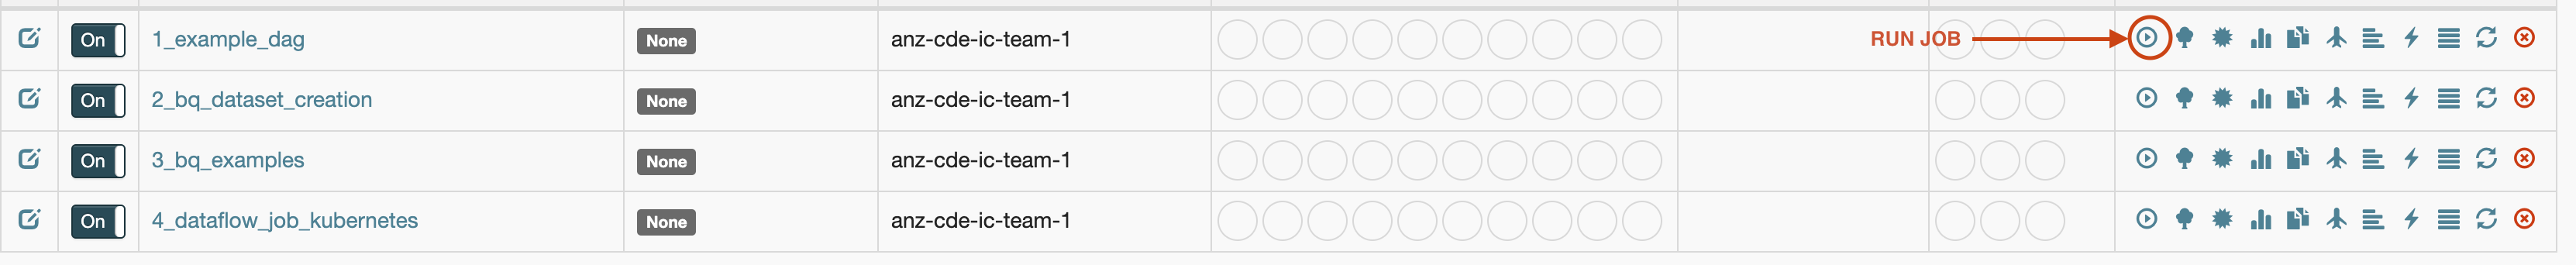 On 1_example_dag None anz-cde-ic-team-1 RUN JOB
On 2_bq_dataset_creation None anz-cde-ic-team-1
On 3_bq_examples None anz-cde-ic-team-1
On 4_dataflow_job_kubernetes None anz-cde-ic-team-1